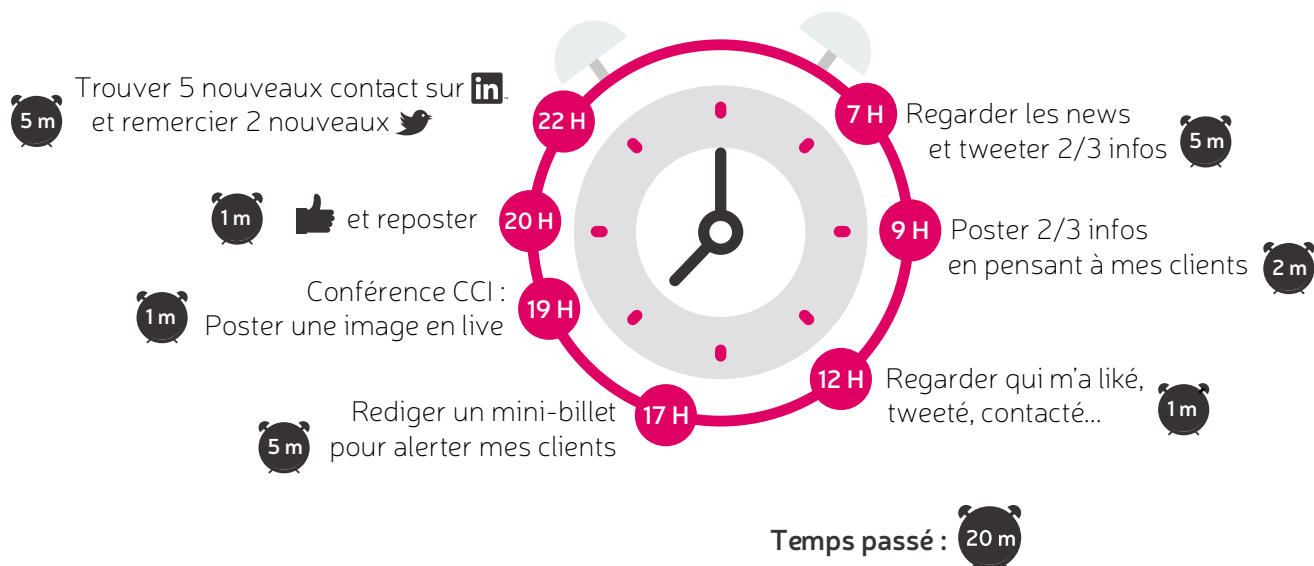 7 H
Regarder les news
et tweeter 2/3 infos
5 m
9 H
Poster 2/3 infos
en pensant à mes clients
2 m
12 H
Regarder qui m'a liké,
tweeté, contacté...
1 m
17 H
Rediger un mini-billet
pour alerter mes clients
5 m
19 H
Conférence CCI :
Poster une image en live
1 m
20 H
et reposter
1 m
22 H
Trouver 5 nouveaux contact sur in
et remercier 2 nouveaux
5 m
Temps passé : 20 m